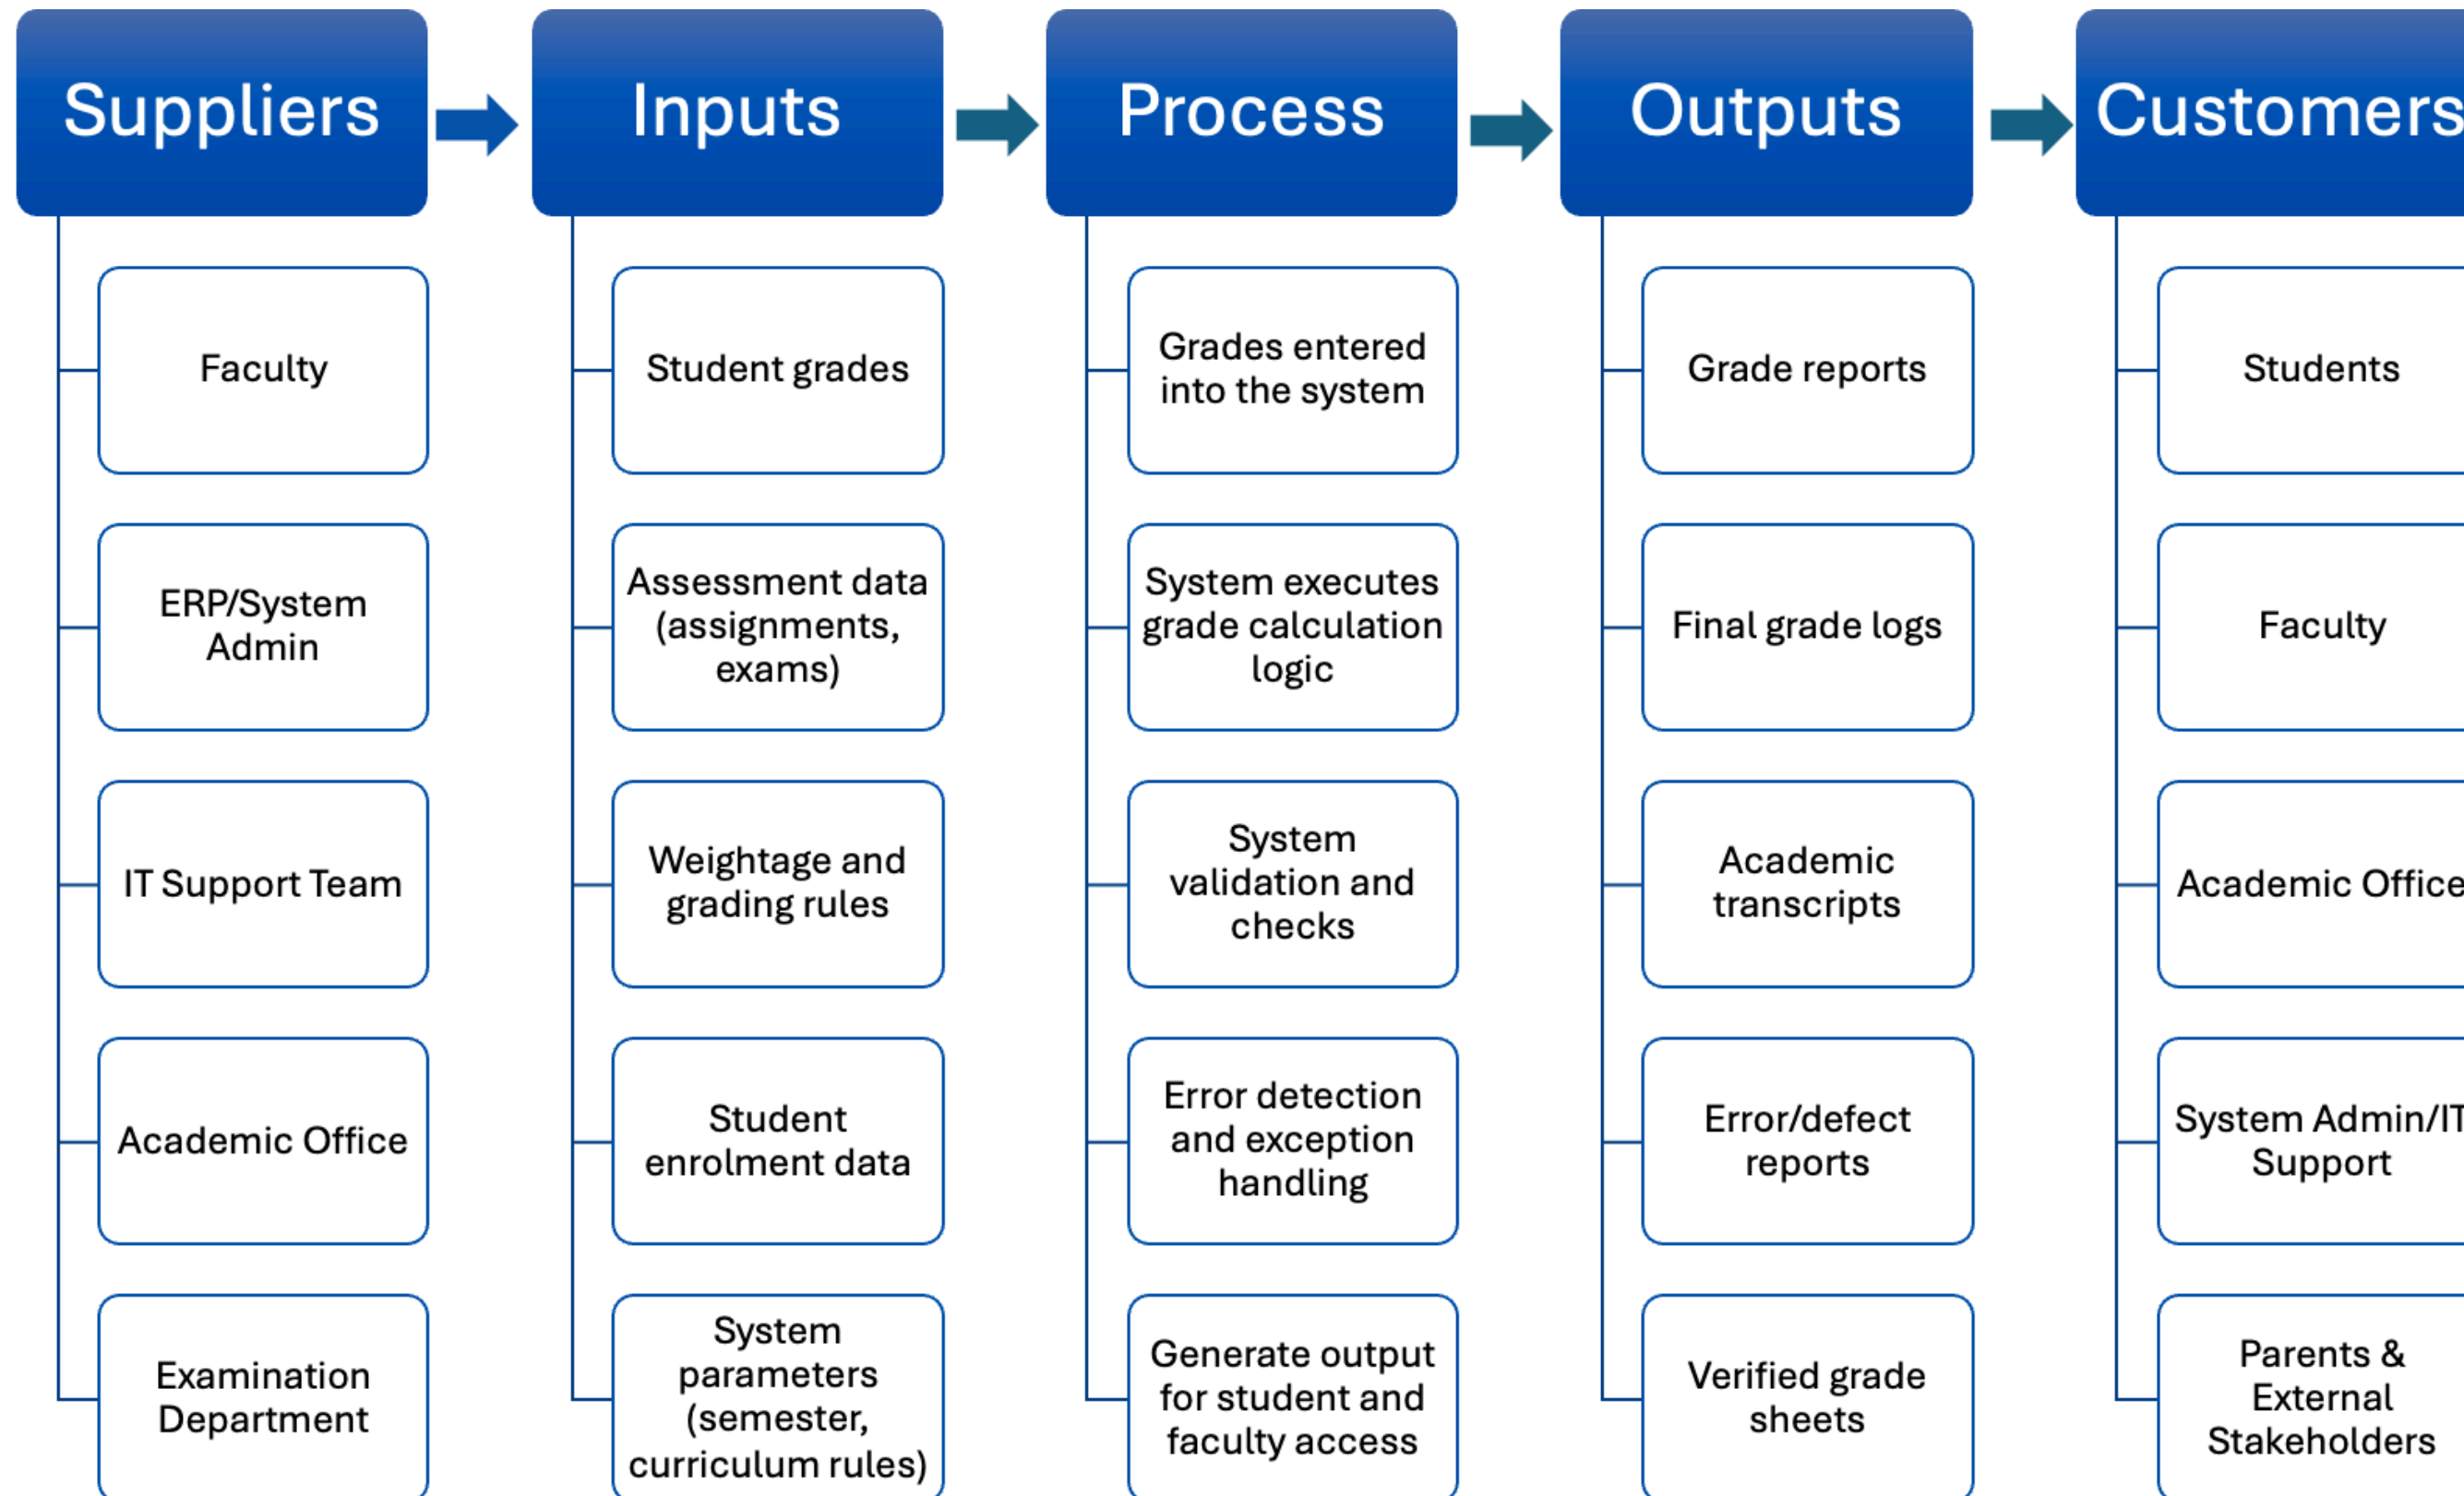 Suppliers
Faculty
ERP/System
Admin
IT Support Team
Academic Office
Examination
Department
Inputs
Student grades
Assessment data
(assignments,
exams)
Weightage and
grading rules
Student
enrolment data
System
parameters
(semester,
curriculum rules)
Process
Grades entered
into the system
System executes
grade calculation
logic
System
validation and
checks
Error detection
and exception
handling
Generate output
for student and
faculty access
Outputs
Grade reports
Final grade logs
Academic
transcripts
Error/defect
reports
Verified grade
sheets
Customers
Students
Faculty
Academic Office
System Admin/IT
Support
Parents &
External
Stakeholders